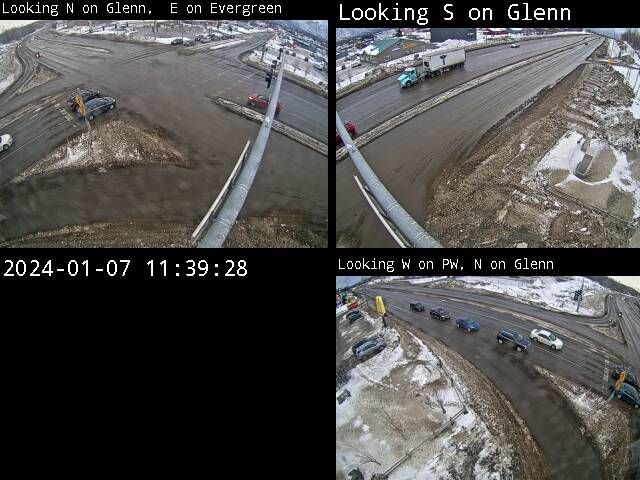 Looking N on Glenn,  E on Evergreen
Looking S on Glenn
2024-01-07 11:39:28
Looking W on PW, N on Glenn